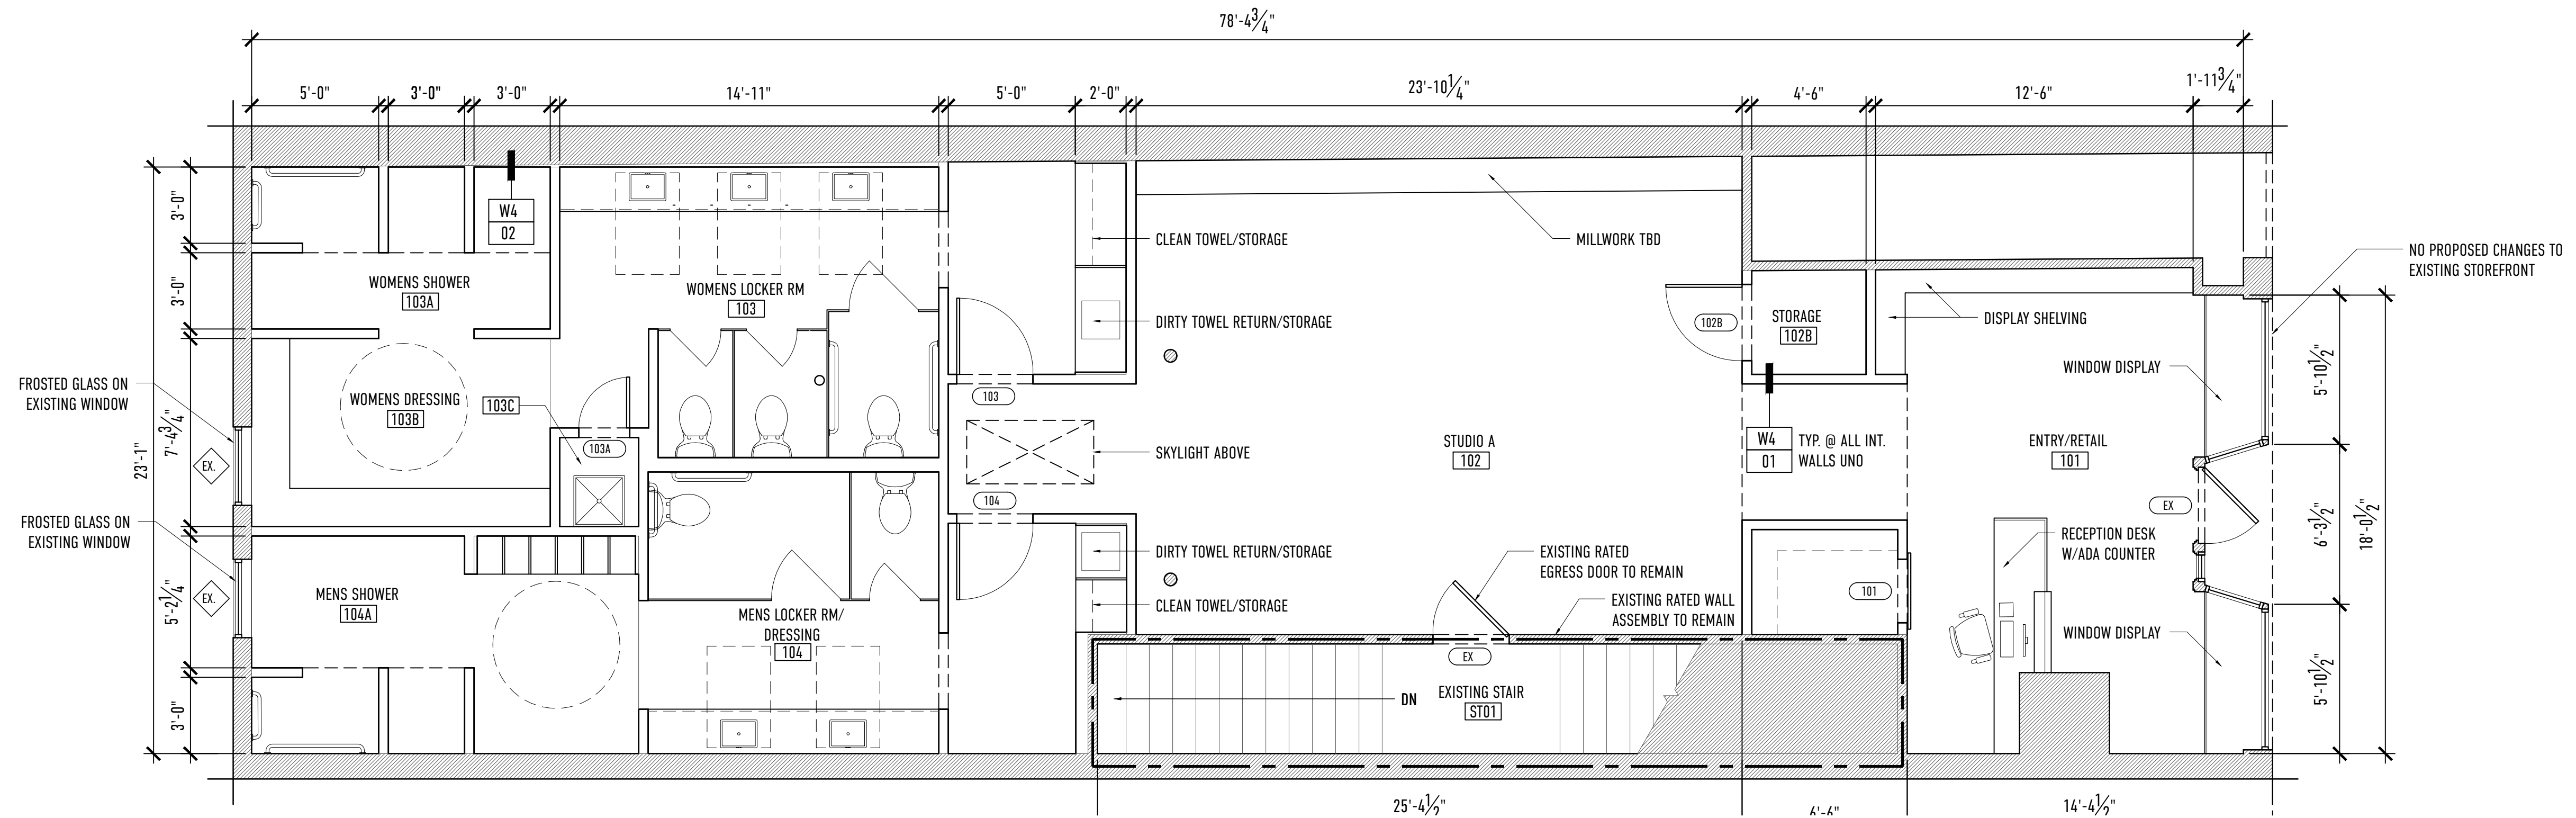 78'-4 3/4"
5'-0"
3'-0"
3'-0"
14'-11"
5'-0"
2'-0"
23'-10 1/4"
4'-6"
12'-6"
1'-11 3/4"
3'-0"
3'-0"
7'-4 3/4"
23'-1"
5'-2 1/4"
3'-0"
FROSTED GLASS ON
EXISTING WINDOW
EX.
FROSTED GLASS ON
EXISTING WINDOW
EX.
W4
02
WOMENS SHOWER
103A
WOMENS DRESSING
103B
103C
103A
WOMENS LOCKER RM
103
MENS SHOWER
104A
MENS LOCKER RM/
DRESSING
104
103
104
CLEAN TOWEL/STORAGE
DIRTY TOWEL RETURN/STORAGE
SKYLIGHT ABOVE
DIRTY TOWEL RETURN/STORAGE
CLEAN TOWEL/STORAGE
MILLWORK TBD
STUDIO A
102
EXISTING RATED
EGRESS DOOR TO REMAIN
EXISTING RATED WALL
ASSEMBLY TO REMAIN
EX
DN
EXISTING STAIR
ST01
102B
STORAGE
102B
W4
01
TYP. @ ALL INT.
WALLS UNO
101
DISPLAY SHELVING
WINDOW DISPLAY
ENTRY/RETAIL
101
EX
RECEPTION DESK
W/ADA COUNTER
WINDOW DISPLAY
NO PROPOSED CHANGES TO
EXISTING STOREFRONT
5'-10 1/2"
6'-3 1/2"
18'-0 1/2"
5'-10 1/2"
25'-4 1/2"
6'-6"
14'-4 1/2"